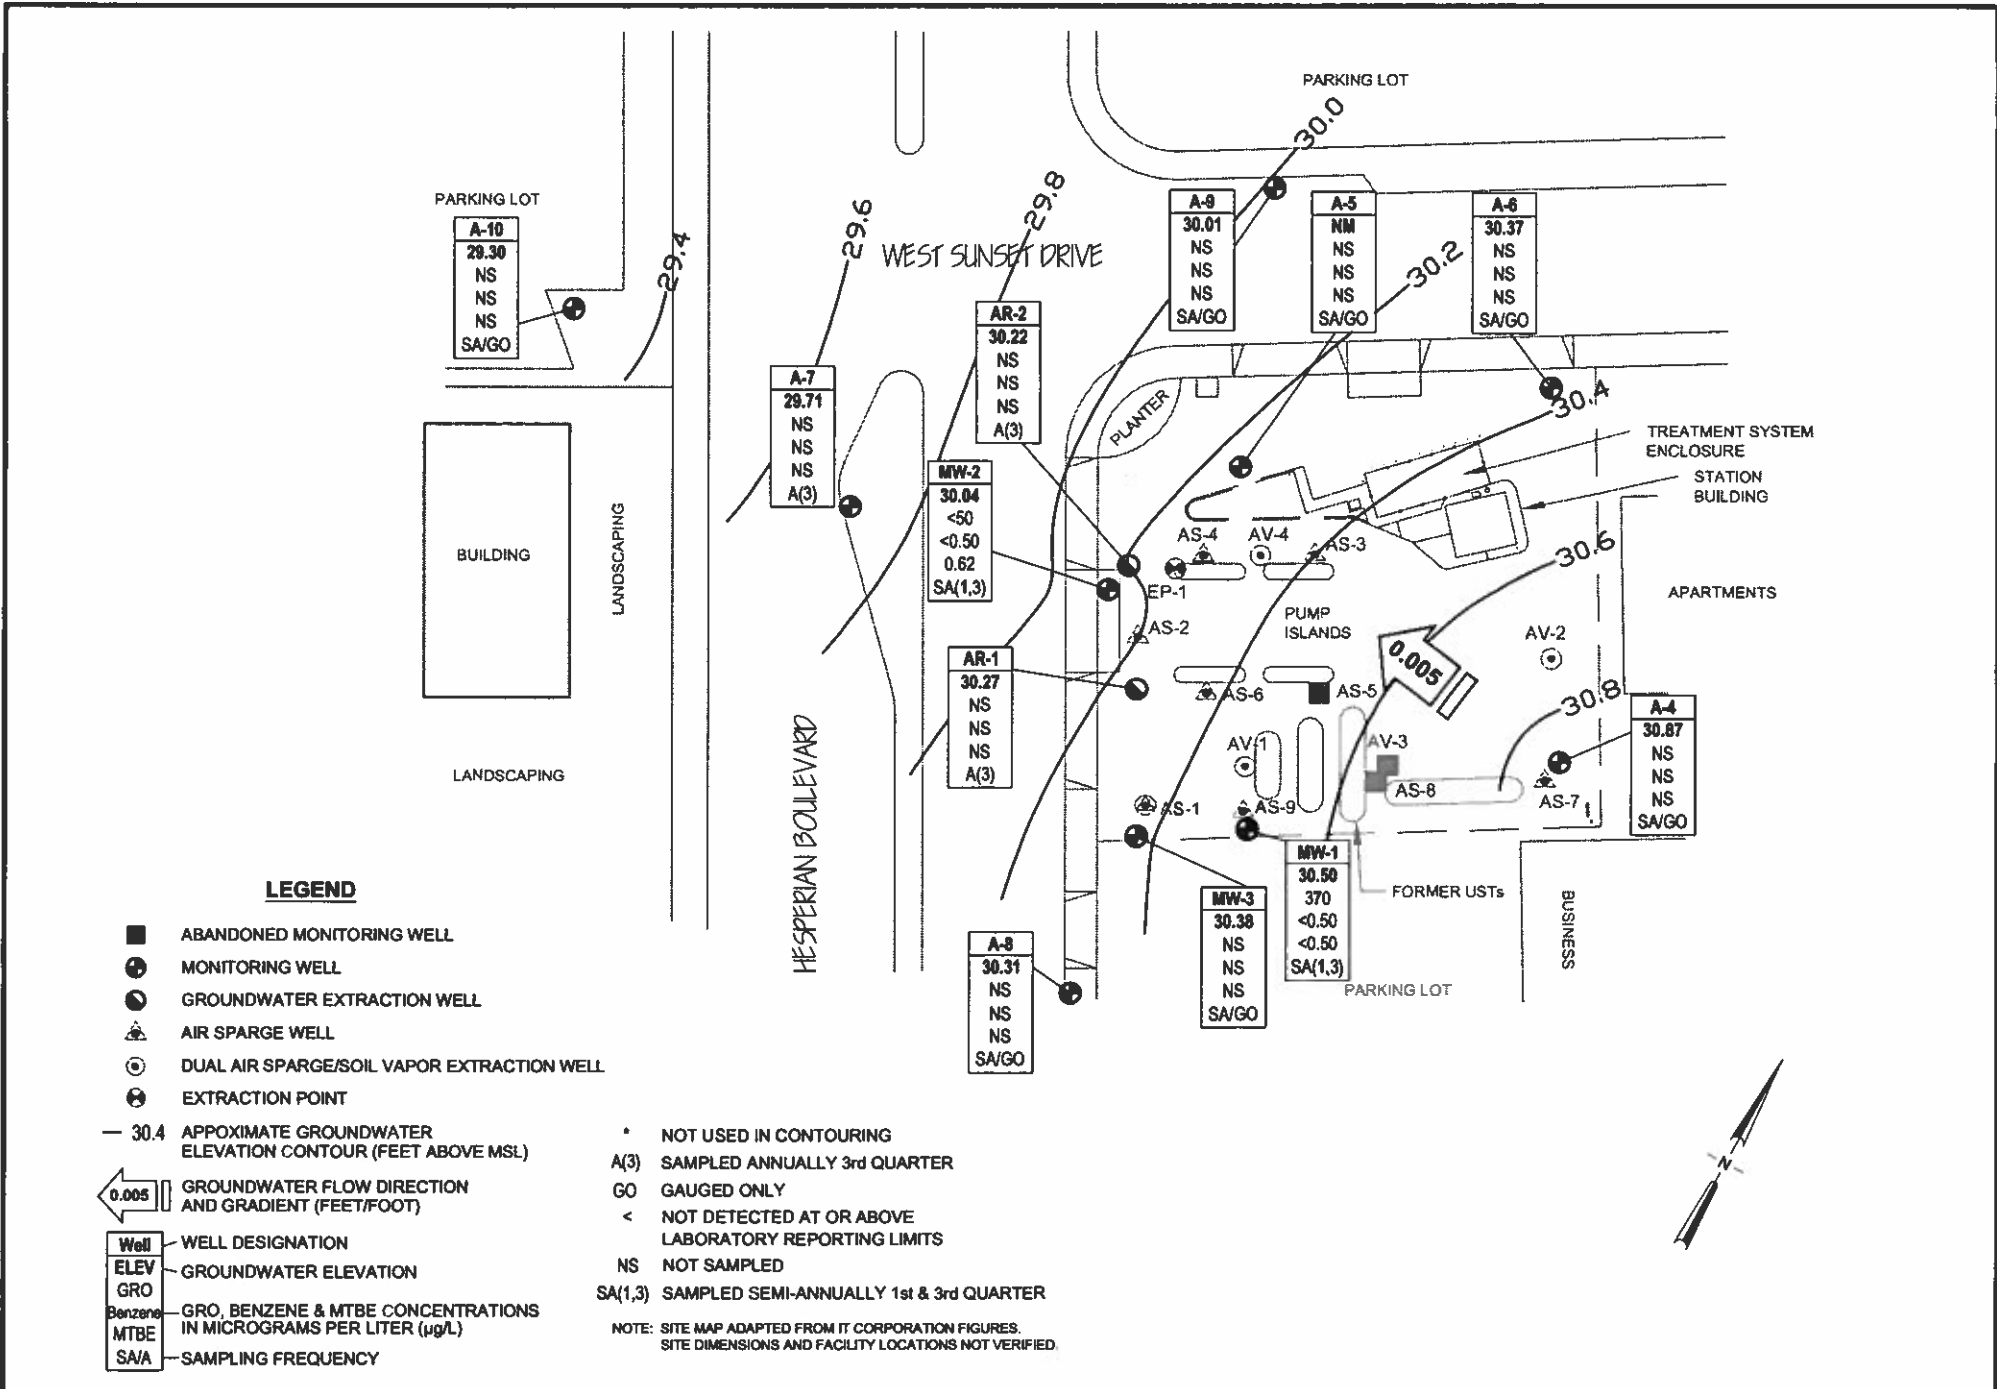 PARKING LOT
30.0
PARKING LOT
A-10
29.30
NS
NS
NS
SA/GO
29.4
29.6
29.8
WEST SUNSET DRIVE
A-9
30.01
NS
NS
NS
SA/GO
A-5
NM
NS
NS
NS
SA/GO
30.2
A-6
30.37
NS
NS
NS
SA/GO
AR-2
30.22
NS
NS
NS
A(3)
A-7
29.71
NS
NS
NS
A(3)
PLANTER
30.4
TREATMENT SYSTEM
ENCLOSURE
STATION
BUILDING
MW-2
30.04
<50
<0.50
0.62
SA(1,3)
BUILDING
LANDSCAPING
AS-4
AV-4
AS-3
30.6
EP-1
APARTMENTS
PUMP
ISLANDS
AS-2
AV-2
0.005
AR-1
30.27
NS
NS
NS
A(3)
AS-6
AS-5
30.8
A-4
30.87
NS
NS
NS
SA/GO
HESPERIAN BOULEVARD
LANDSCAPING
AV-1
AV-3
AS-8
AS-7
AS-1
AS-9
MW-1
30.50
370
<0.50
<0.50
SA(1,3)
FORMER USTs
BUSINESS
MW-3
30.38
NS
NS
NS
SA/GO
PARKING LOT
A-8
30.31
NS
NS
NS
SA/GO
N
LEGEND
ABANDONED MONITORING WELL
MONITORING WELL
GROUNDWATER EXTRACTION WELL
AIR SPARGE WELL
DUAL AIR SPARGE/SOIL VAPOR EXTRACTION WELL
EXTRACTION POINT
— 30.4 APPOXIMATE GROUNDWATER
ELEVATION CONTOUR (FEET ABOVE MSL)
0.005 GROUNDWATER FLOW DIRECTION
AND GRADIENT (FEET/FOOT)
Well WELL DESIGNATION
ELEV GROUNDWATER ELEVATION
GRO
Benzene GRO, BENZENE & MTBE CONCENTRATIONS
MTBE IN MICROGRAMS PER LITER (µg/L)
SA/A SAMPLING FREQUENCY
* NOT USED IN CONTOURING
A(3) SAMPLED ANNUALLY 3rd QUARTER
GO GAUGED ONLY
< NOT DETECTED AT OR ABOVE
LABORATORY REPORTING LIMITS
NS NOT SAMPLED
SA(1,3) SAMPLED SEMI-ANNUALLY 1st & 3rd QUARTER
NOTE: SITE MAP ADAPTED FROM IT CORPORATION FIGURES.
SITE DIMENSIONS AND FACILITY LOCATIONS NOT VERIFIED.